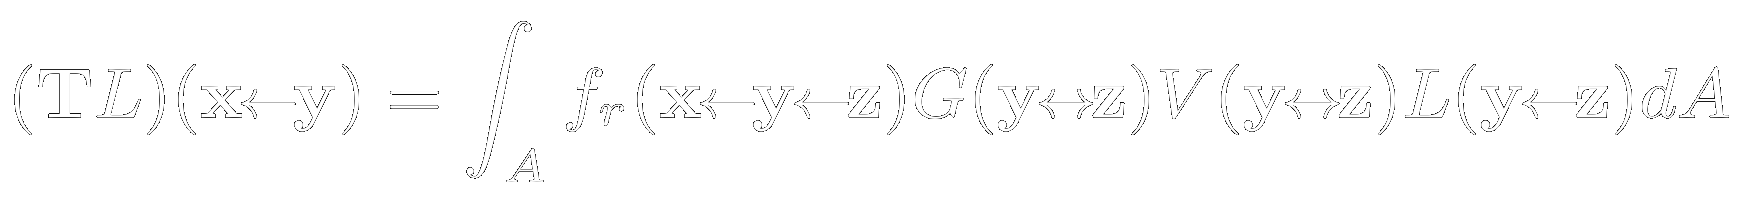 (𝐓L)(𝐱←𝐲) = ∫_A f_r(𝐱←𝐲←𝐳)G(𝐲↔𝐳)V(𝐲↔𝐳)L(𝐲←𝐳)dA